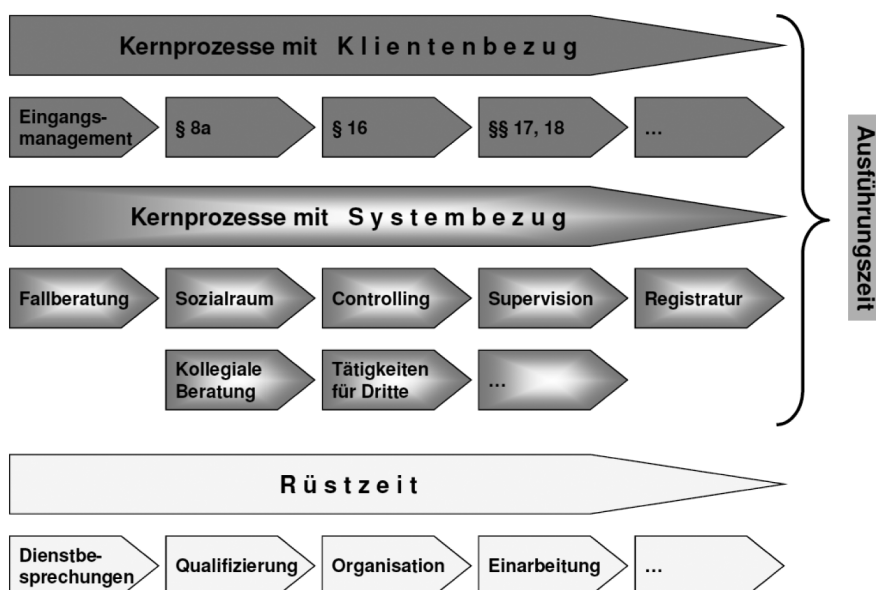 Kernprozesse mit Klientenbezug
Eingangs-
management
§ 8a
§ 16
§§ 17, 18
...
Kernprozesse mit Systembezug
Fallberatung
Sozialraum
Controlling
Supervision
Registratur
Kollegiale
Beratung
Tätigkeiten
für Dritte
...
Ausführungszeit
Rüstzeit
Dienstbe-
sprechungen
Qualifizierung
Organisation
Einarbeitung
...